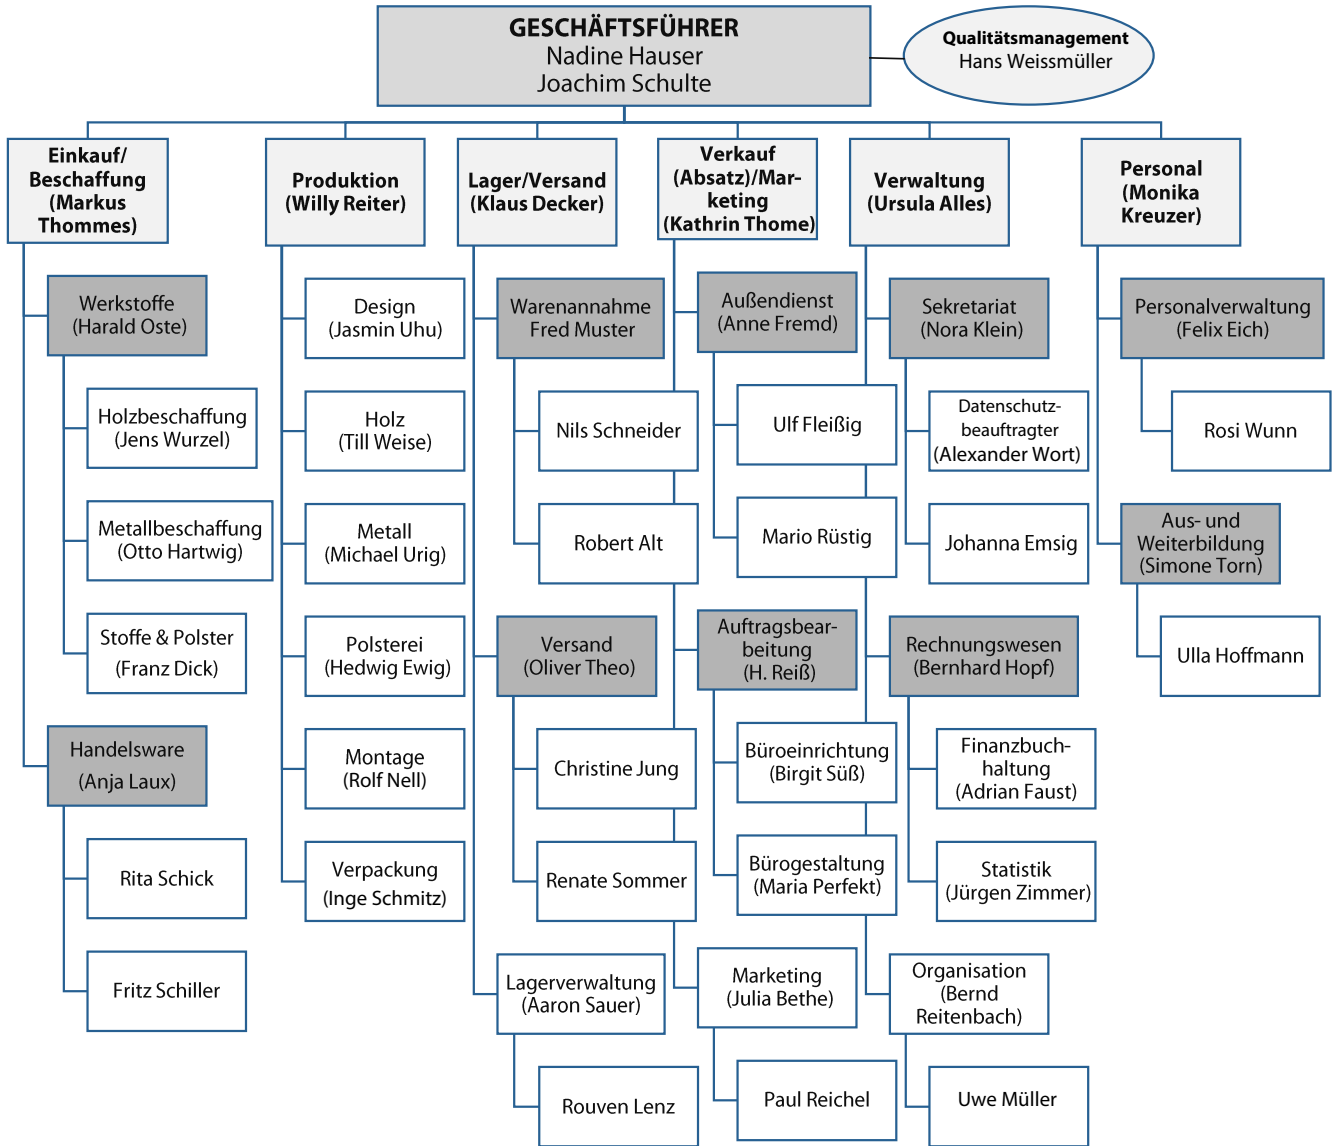 GESCHÄFTSFÜHRER
Nadine Hauser
Joachim Schulte
Qualitätsmanagement
Hans Weissmüller
Einkauf/
Beschaffung
(Markus
Thommes)
Werkstoffe
(Harald Oste)
Holzbeschaffung
(Jens Wurzel)
Metallbeschaffung
(Otto Hartwig)
Stoffe & Polster
(Franz Dick)
Handelsware
(Anja Laux)
Rita Schick
Fritz Schiller
Produktion
(Willy Reiter)
Design
(Jasmin Uhu)
Holz
(Till Weise)
Metall
(Michael Urig)
Polsterei
(Hedwig Ewig)
Montage
(Rolf Nell)
Verpackung
(Inge Schmitz)
Lager/Versand
(Klaus Decker)
Warenannahme
Fred Muster
Nils Schneider
Robert Alt
Versand
(Oliver Theo)
Christine Jung
Renate Sommer
Lagerverwaltung
(Aaron Sauer)
Rouven Lenz
Verkauf
(Absatz)/Mar-
keting
(Kathrin Thome)
Außendienst
(Anne Fremd)
Ulf Fleißig
Mario Rüstig
Auftragsbear-
beitung
(H. Reiß)
Büroeinrichtung
(Birgit Süß)
Bürogestaltung
(Maria Perfekt)
Marketing
(Julia Bethe)
Paul Reichel
Verwaltung
(Ursula Alles)
Sekretariat
(Nora Klein)
Datenschutz-
beauftragter
(Alexander Wort)
Johanna Emsig
Rechnungswesen
(Bernhard Hopf)
Finanzbuch-
haltung
(Adrian Faust)
Statistik
(Jürgen Zimmer)
Organisation
(Bernd
Reitenbach)
Uwe Müller
Personal
(Monika
Kreuzer)
Personalverwaltung
(Felix Eich)
Rosi Wunn
Aus- und
Weiterbildung
(Simone Torn)
Ulla Hoffmann